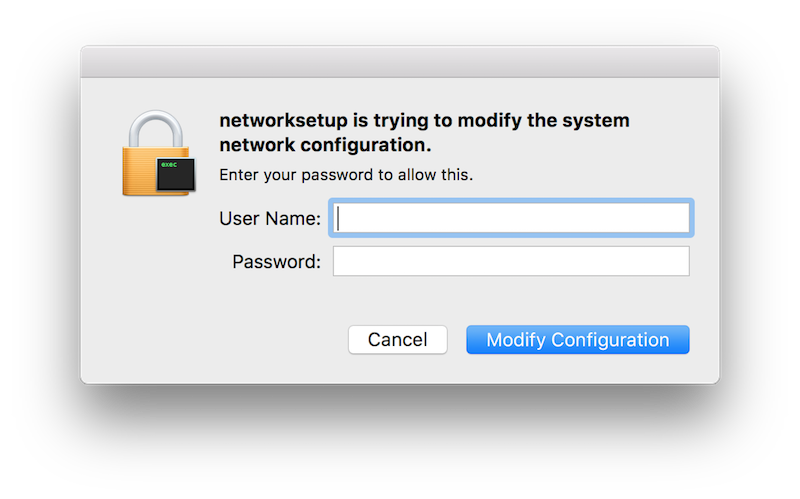 networksetup is trying to modify the system
network configuration.
exec
Enter your password to allow this.
User Name:
Password:
Cancel
Modify Configuration